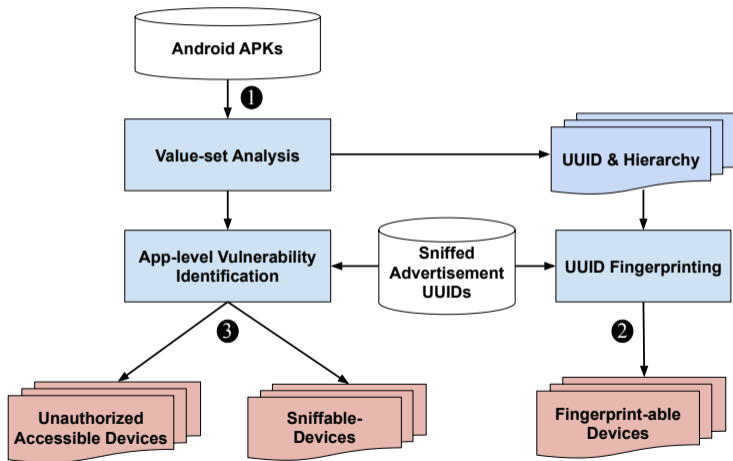 Android APKs
1
Value-set Analysis
UUID & Hierarchy
App-level Vulnerability
Identification
Sniffed
Advertisement
UUIDs
UUID Fingerprinting
3
2
Unauthorized
Accessible Devices
Sniffable-
Devices
Fingerprint-able
Devices